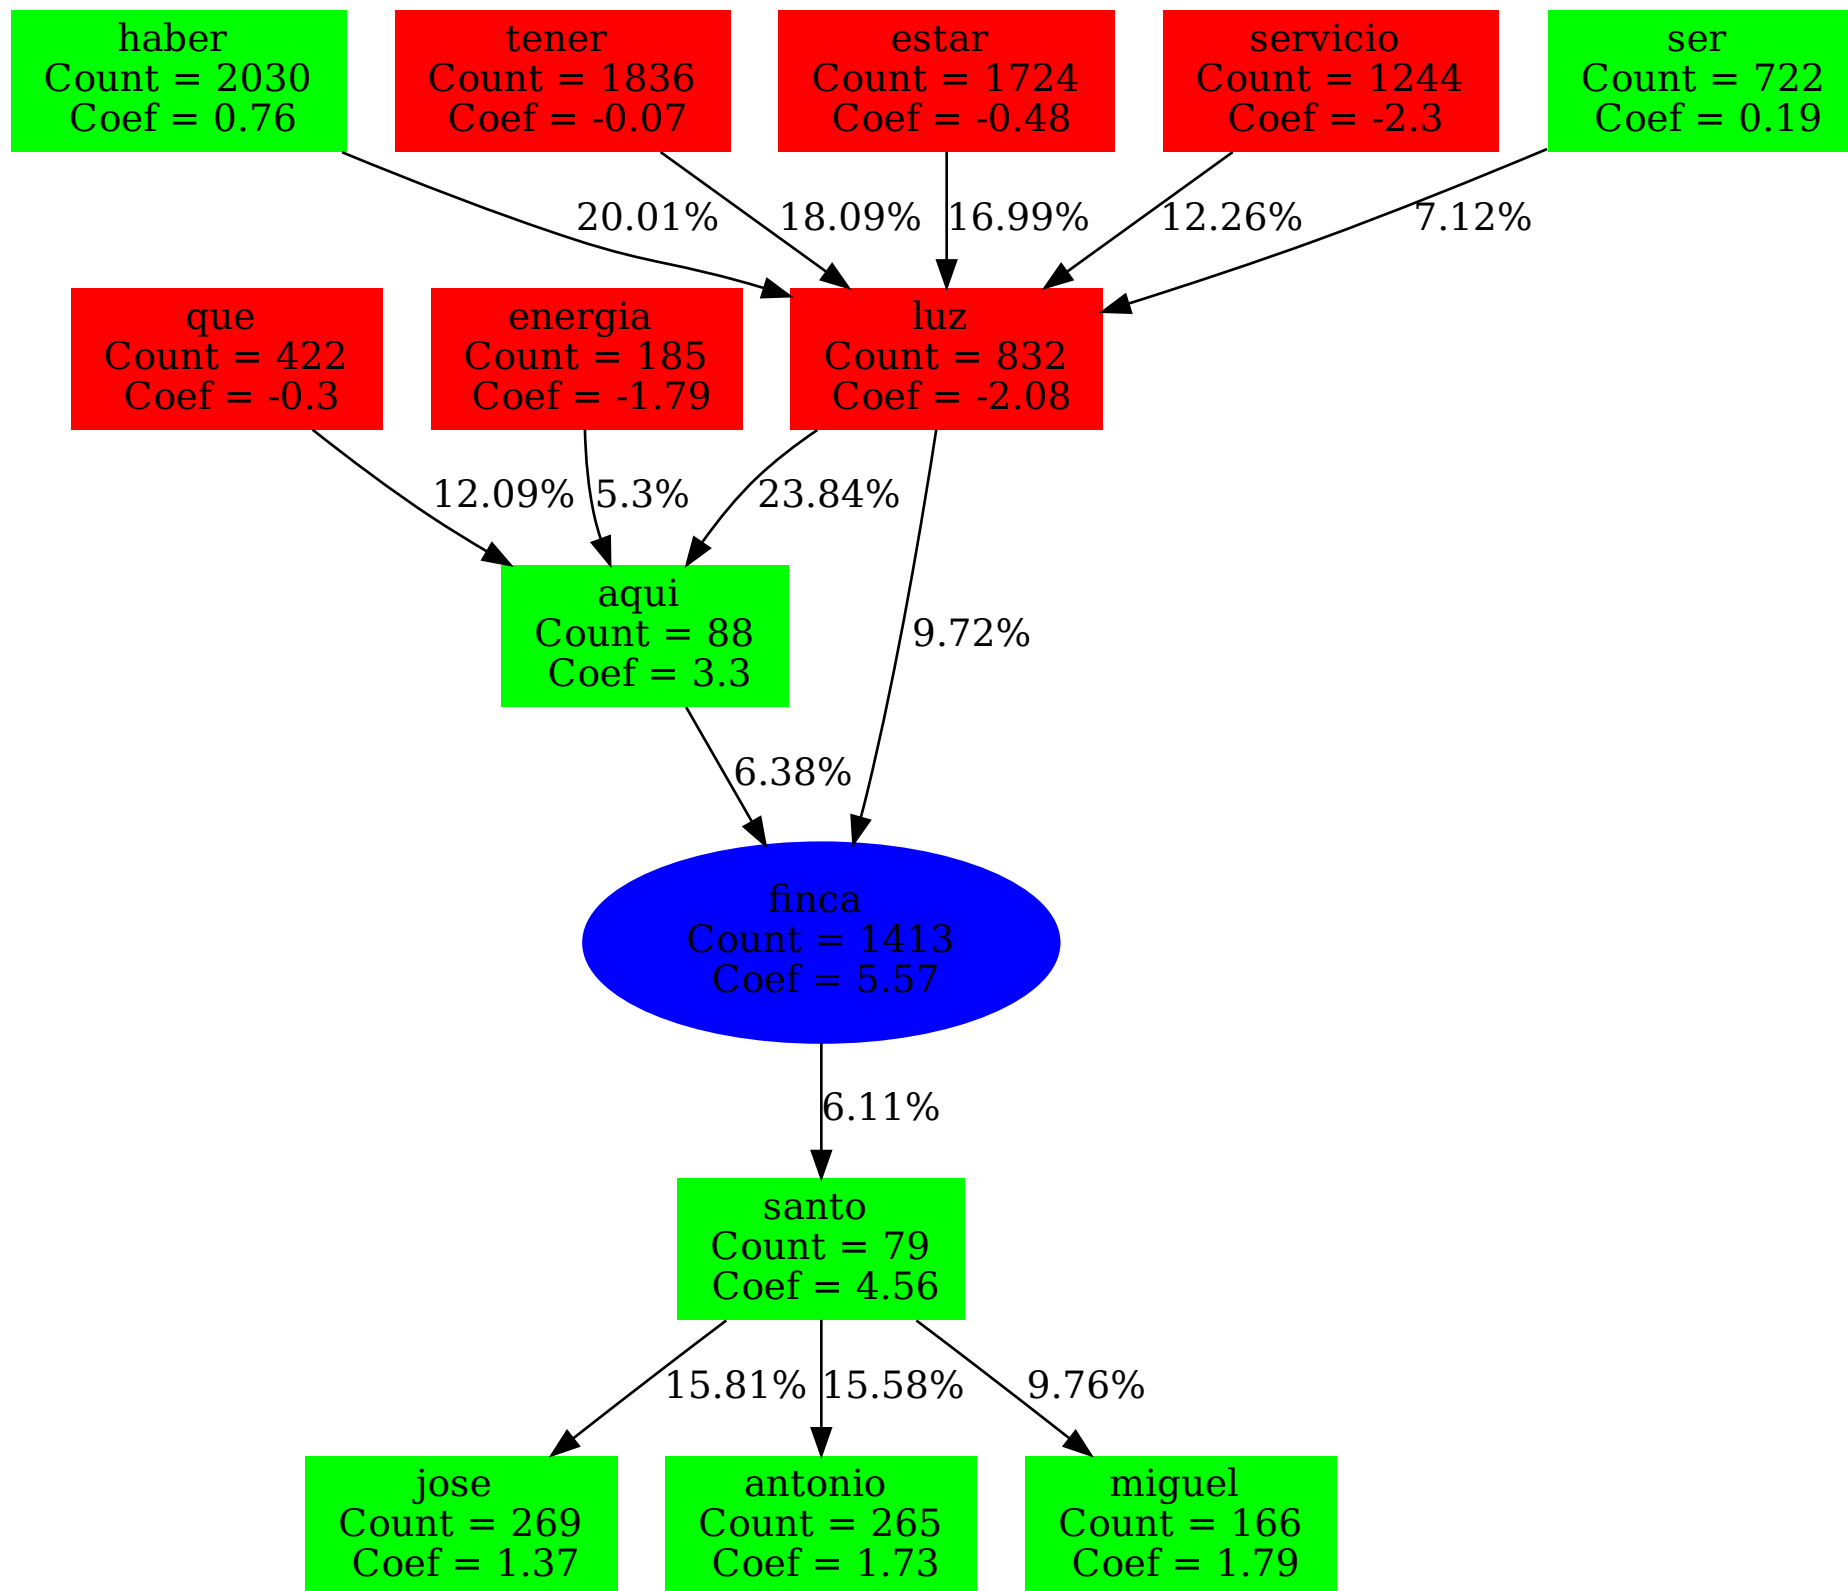 haber
Count = 2030
Coef = 0.76
tener
Count = 1836
Coef = -0.07
estar
Count = 1724
Coef = -0.48
servicio
Count = 1244
Coef = -2.3
ser
Count = 722
Coef = 0.19
20.01%
18.09%
16.99%
12.26%
7.12%
que
Count = 422
Coef = -0.3
energia
Count = 185
Coef = -1.79
luz
Count = 832
Coef = -2.08
12.09%
5.3%
23.84%
aqui
Count = 88
Coef = 3.3
9.72%
6.38%
finca
Count = 1413
Coef = 5.57
6.11%
santo
Count = 79
Coef = 4.56
15.81%
15.58%
9.76%
jose
Count = 269
Coef = 1.37
antonio
Count = 265
Coef = 1.73
miguel
Count = 166
Coef = 1.79